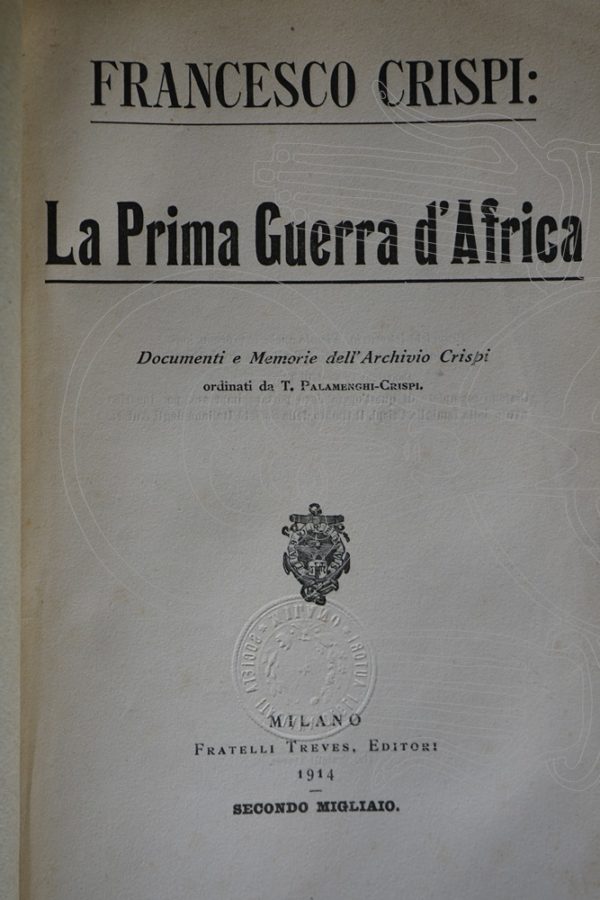 FRANCESCO CRISPI:
La Prima Guerra d'Africa
Documenti e Memorie dell'Archivio Crispi
ordinati da T. PALAMENGHI-CRISPI.
MILANO
FRATELLI TREVES, EDITORI
1914
SECONDO MIGLIAIO.